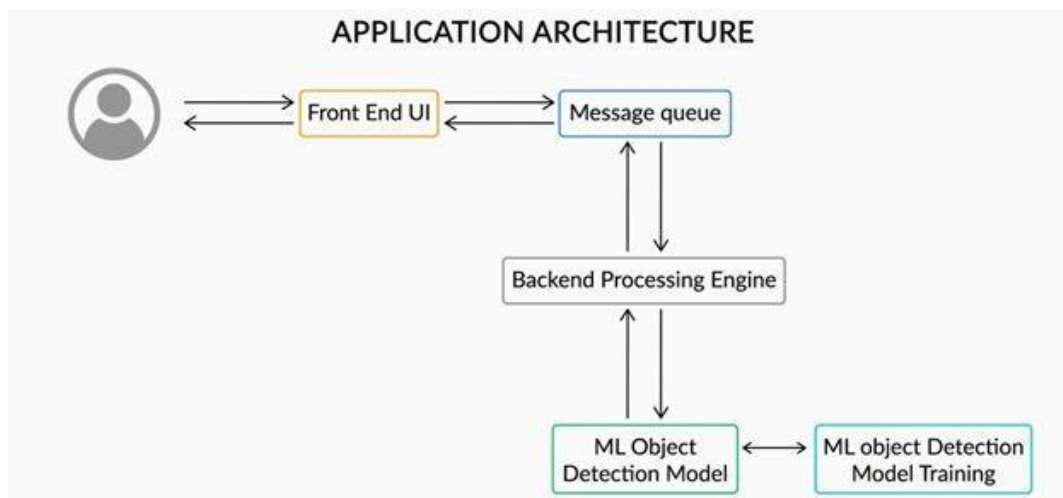 APPLICATION ARCHITECTURE
Front End UI
Message queue
Backend Processing Engine
ML Object
Detection Model
ML object Detection
Model Training